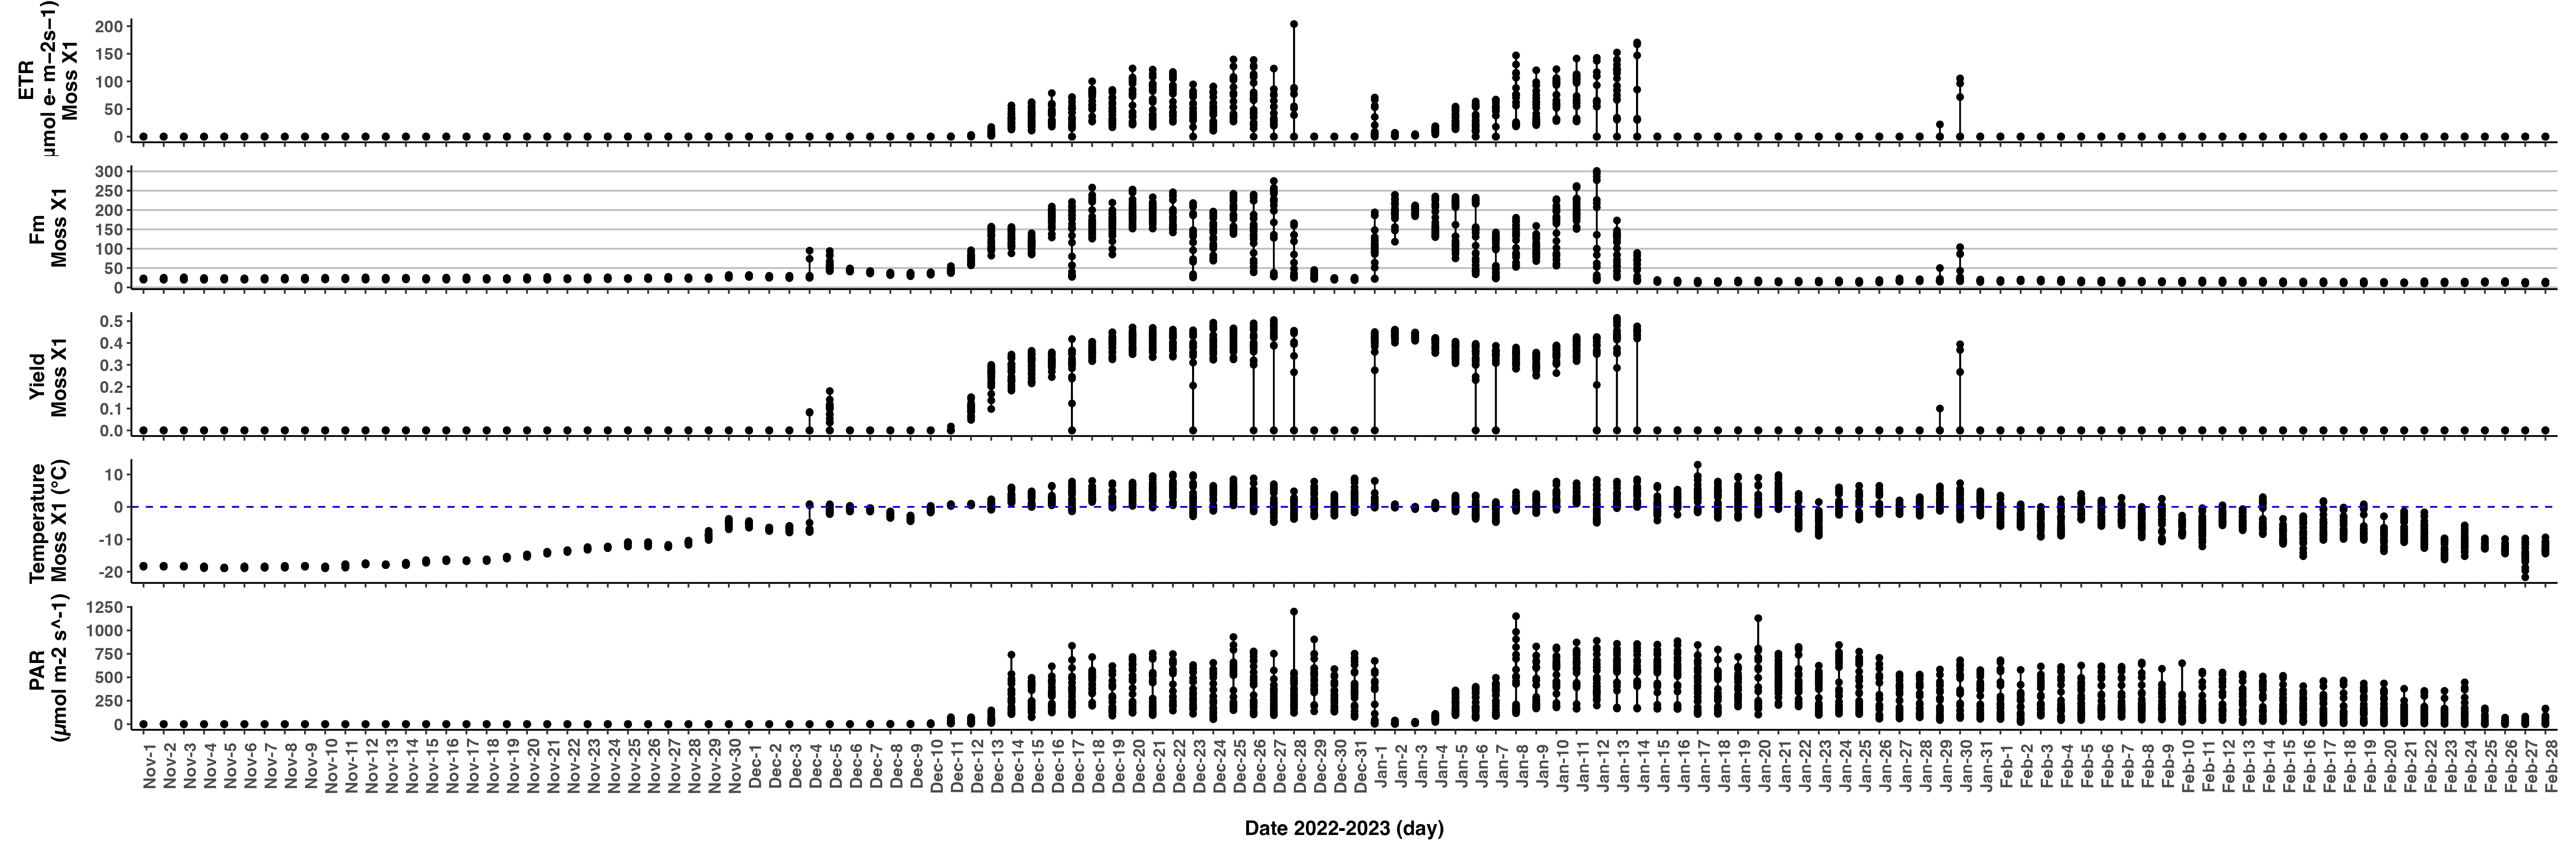 ETR
µmol e- m−2s−1)
Moss X1
200
150
100
50
0
Fm
Moss X1
300
250
200
150
100
50
0
Yield
Moss X1
0.5
0.4
0.3
0.2
0.1
0.0
Temperature
Moss X1 (°C)
10
0
-10
-20
PAR
(µmol m-2 s^-1)
1250
1000
750
500
250
0
Nov-1
Nov-2
Nov-3
Nov-4
Nov-5
Nov-6
Nov-7
Nov-8
Nov-9
Nov-10
Nov-11
Nov-12
Nov-13
Nov-14
Nov-15
Nov-16
Nov-17
Nov-18
Nov-19
Nov-20
Nov-21
Nov-22
Nov-23
Nov-24
Nov-25
Nov-26
Nov-27
Nov-28
Nov-29
Nov-30
Dec-1
Dec-2
Dec-3
Dec-4
Dec-5
Dec-6
Dec-7
Dec-8
Dec-9
Dec-10
Dec-11
Dec-12
Dec-13
Dec-14
Dec-15
Dec-16
Dec-17
Dec-18
Dec-19
Dec-20
Dec-21
Dec-22
Dec-23
Dec-24
Dec-25
Dec-26
Dec-27
Dec-28
Dec-29
Dec-30
Dec-31
Jan-1
Jan-2
Jan-3
Jan-4
Jan-5
Jan-6
Jan-7
Jan-8
Jan-9
Jan-10
Jan-11
Jan-12
Jan-13
Jan-14
Jan-15
Jan-16
Jan-17
Jan-18
Jan-19
Jan-20
Jan-21
Jan-22
Jan-23
Jan-24
Jan-25
Jan-26
Jan-27
Jan-28
Jan-29
Jan-30
Jan-31
Feb-1
Feb-2
Feb-3
Feb-4
Feb-5
Feb-6
Feb-7
Feb-8
Feb-9
Feb-10
Feb-11
Feb-12
Feb-13
Feb-14
Feb-15
Feb-16
Feb-17
Feb-18
Feb-19
Feb-20
Feb-21
Feb-22
Feb-23
Feb-24
Feb-25
Feb-26
Feb-27
Feb-28
Date 2022-2023 (day)